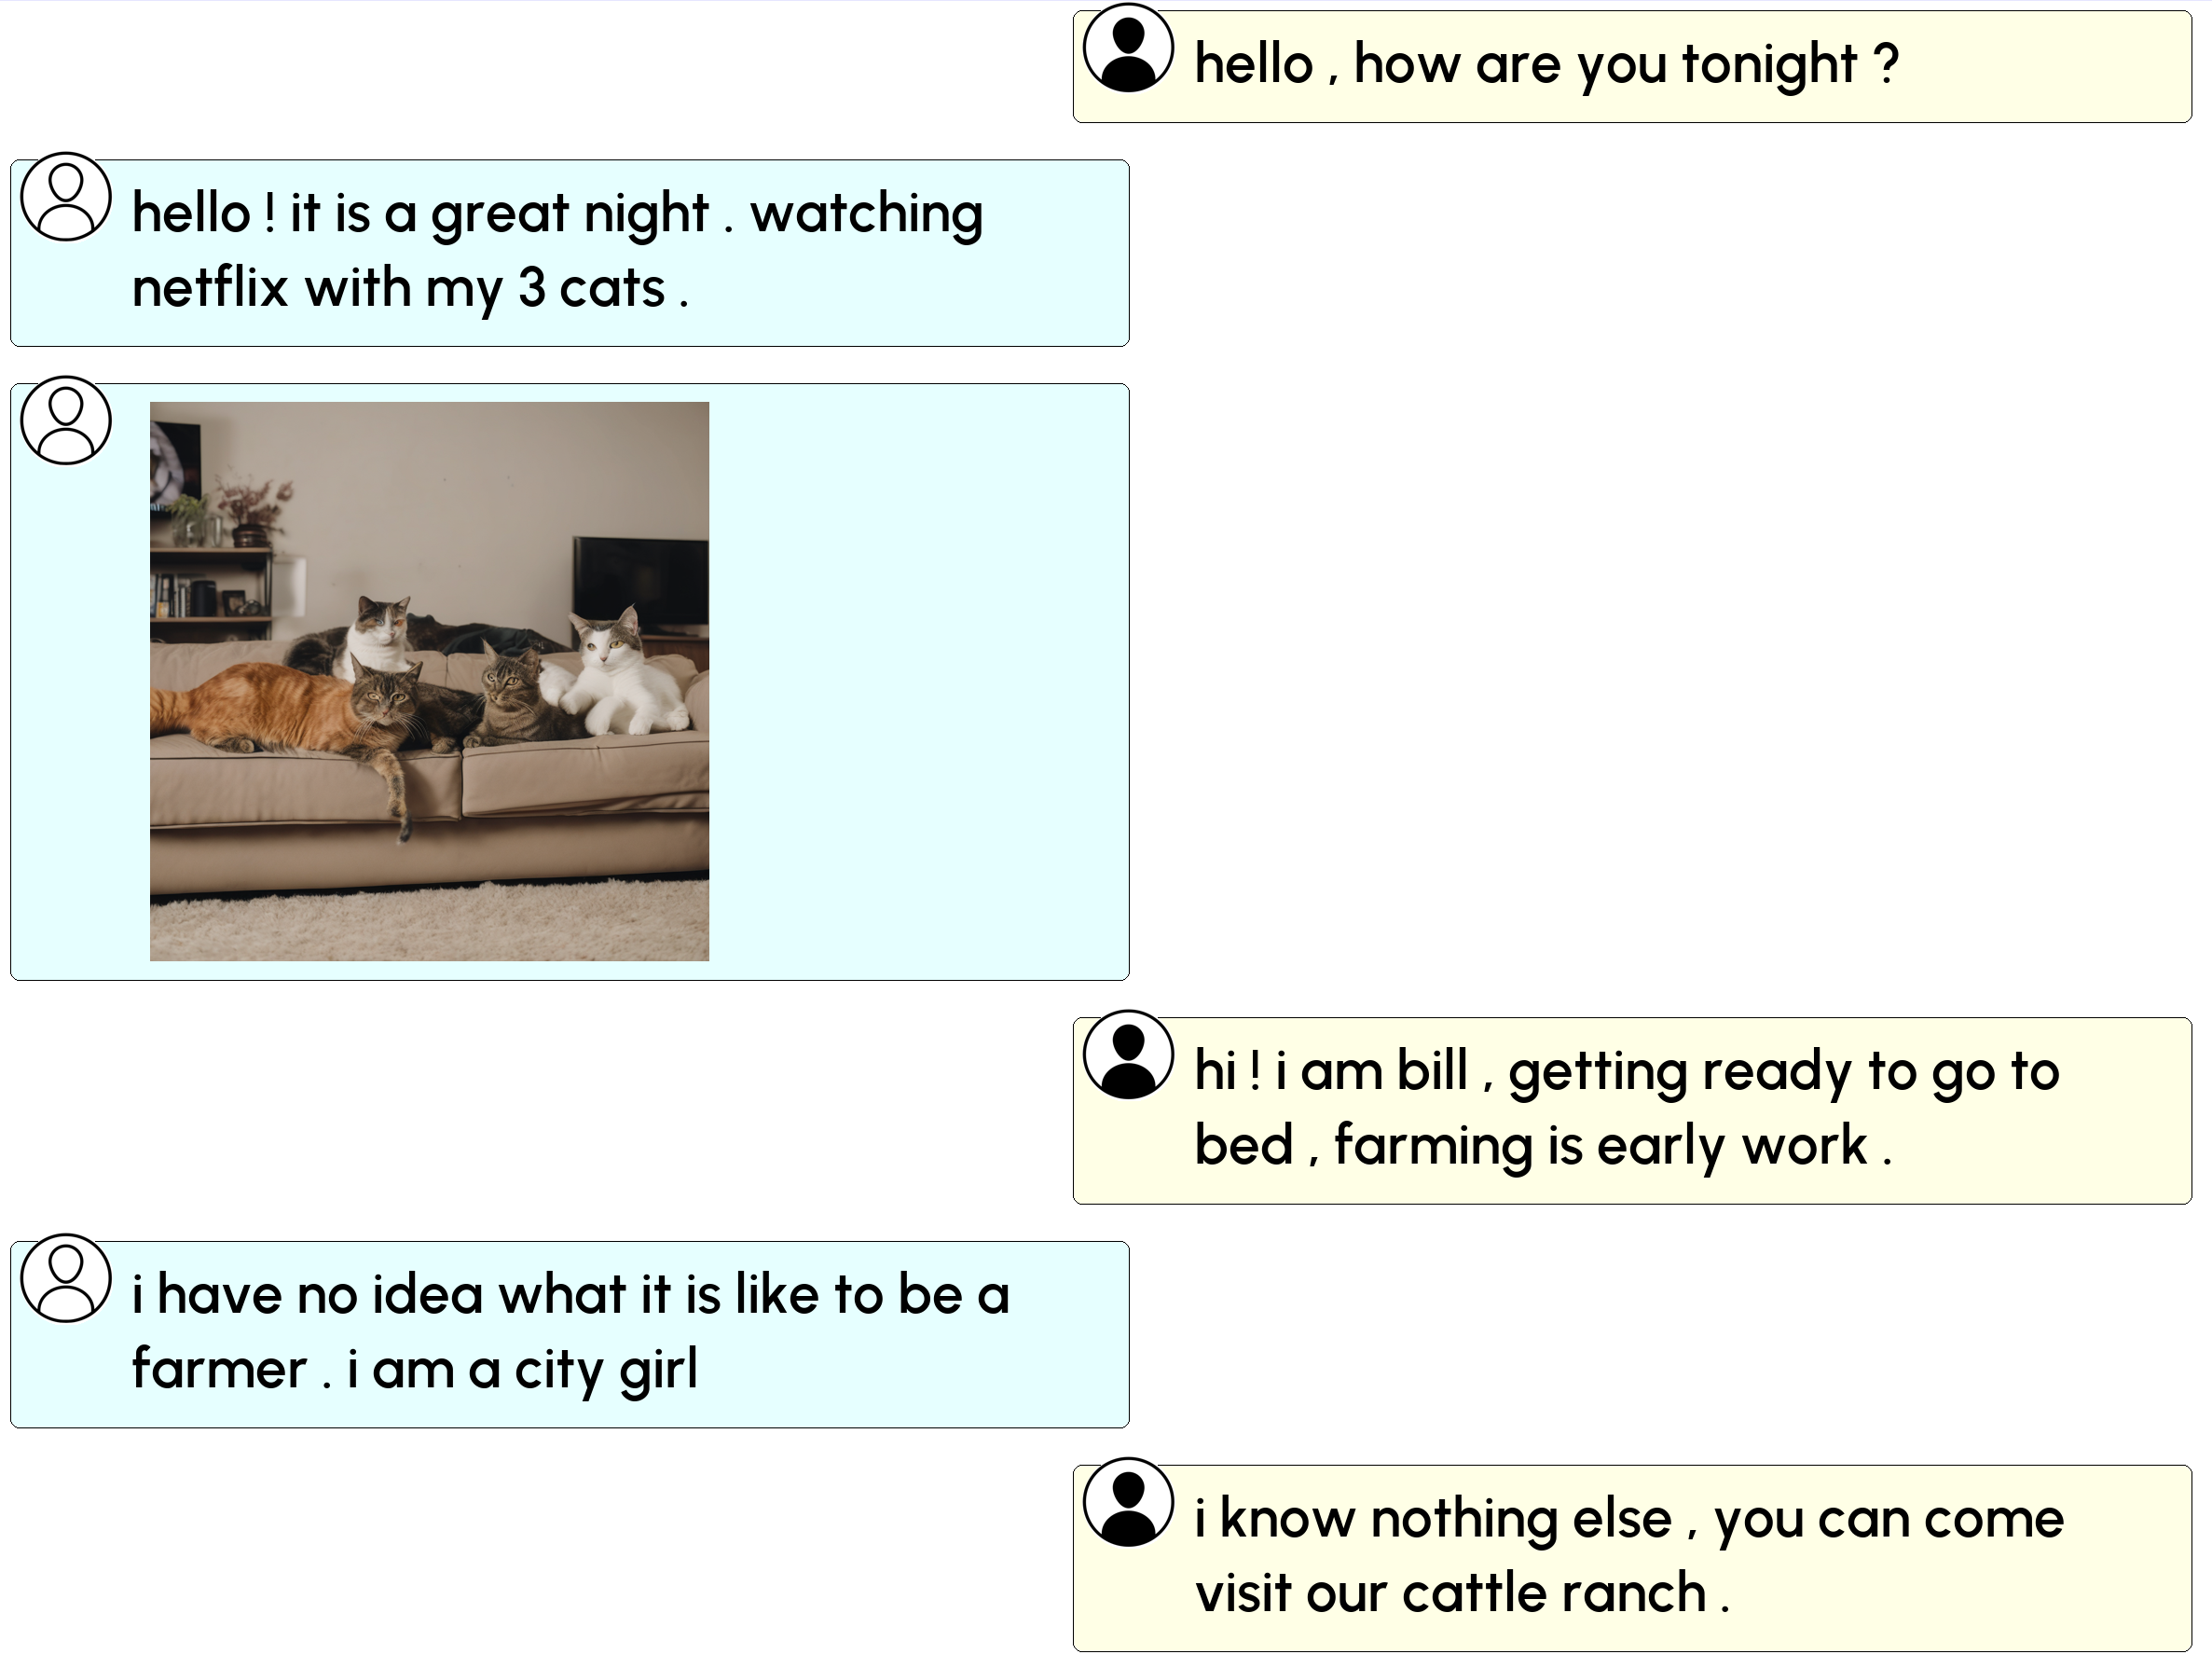 hello , how are you tonight ?
hello ! it is a great night . watching
netflix with my 3 cats .
hi ! i am bill , getting ready to go to
bed , farming is early work .
i have no idea what it is like to be a
farmer . i am a city girl
i know nothing else , you can come
visit our cattle ranch .